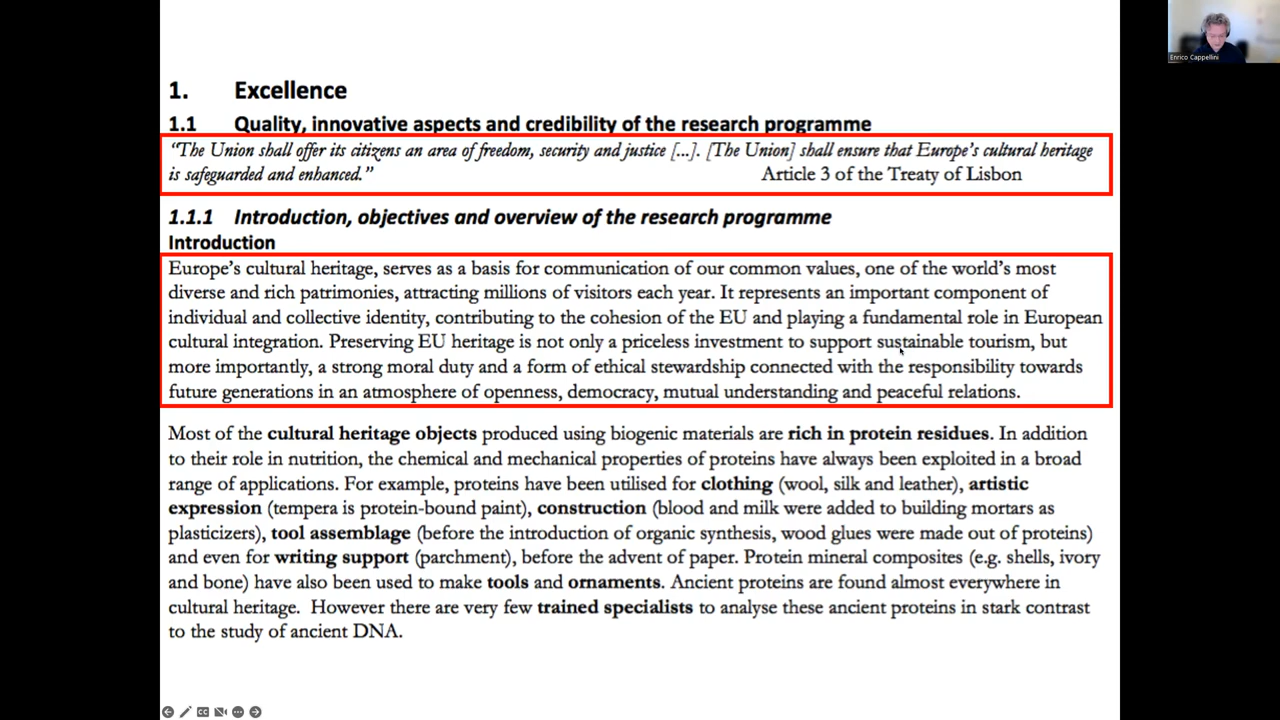 Enrico Cappellini
1. Excellence
1.1 Quality, innovative aspects and credibility of the research programme
“The Union shall offer its citizens an area of freedom, security and justice [...]. [The Union] shall ensure that Europe’s cultural heritage
is safeguarded and enhanced.” Article 3 of the Treaty of Lisbon
1.1.1 Introduction, objectives and overview of the research programme
Introduction
Europe’s cultural heritage, serves as a basis for communication of our common values, one of the world’s most
diverse and rich patrimonies, attracting millions of visitors each year. It represents an important component of
individual and collective identity, contributing to the cohesion of the EU and playing a fundamental role in European
cultural integration. Preserving EU heritage is not only a priceless investment to support sustainable tourism, but
more importantly, a strong moral duty and a form of ethical stewardship connected with the responsibility towards
future generations in an atmosphere of openness, democracy, mutual understanding and peaceful relations.
Most of the cultural heritage objects produced using biogenic materials are rich in protein residues. In addition
to their role in nutrition, the chemical and mechanical properties of proteins have always been exploited in a broad
range of applications. For example, proteins have been utilised for clothing (wool, silk and leather), artistic
expression (tempera is protein-bound paint), construction (blood and milk were added to building mortars as
plasticizers), tool assemblage (before the introduction of organic synthesis, wood glues were made out of proteins)
and even for writing support (parchment), before the advent of paper. Protein mineral composites (e.g. shells, ivory
and bone) have also been used to make tools and ornaments. Ancient proteins are found almost everywhere in
cultural heritage. However there are very few trained specialists to analyse these ancient proteins in stark contrast
to the study of ancient DNA.
CC